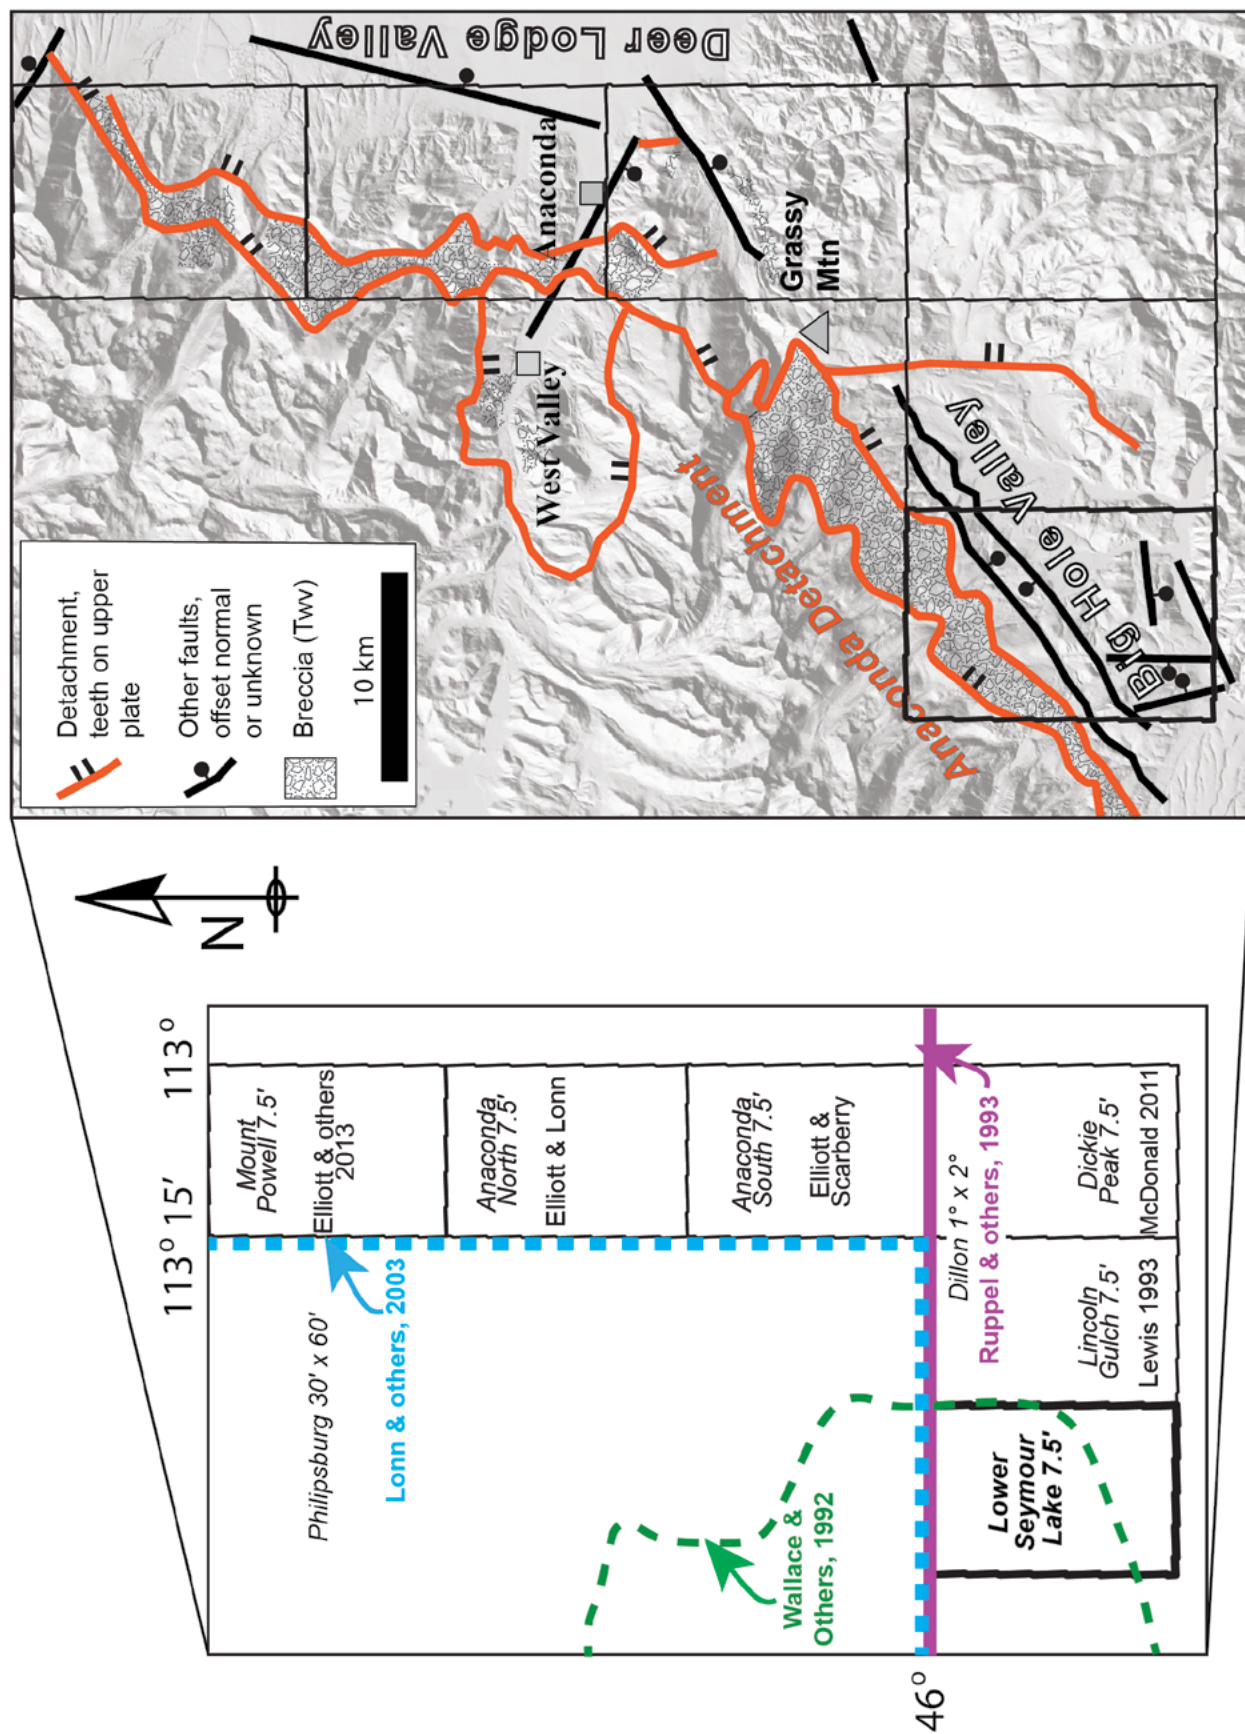 113°
113° 15'
46°
Mount
Powell 7.5'
Elliott & others
2013
Anaconda
North 7.5'
Elliott & Lonn
Anaconda
South 7.5'
Elliott &
Scarberry
Philipsburg 30' x 60'
Lonn & others, 2003
Wallace &
Others, 1992
Dillon 1° x 2°
Ruppel & others, 1993
Dickie
Peak 7.5'
McDonald 2011
Lincoln
Gulch 7.5'
Lewis 1993
Lower
Seymour
Lake 7.5'
N
Detachment,
teeth on upper
plate
Other faults,
offset normal
or unknown
Breccia (Twv)
10 km
Deer Lodge Valley
Anaconda
West Valley
Grassy
Mtn
Anaconda Detachment
Big Hole Valley